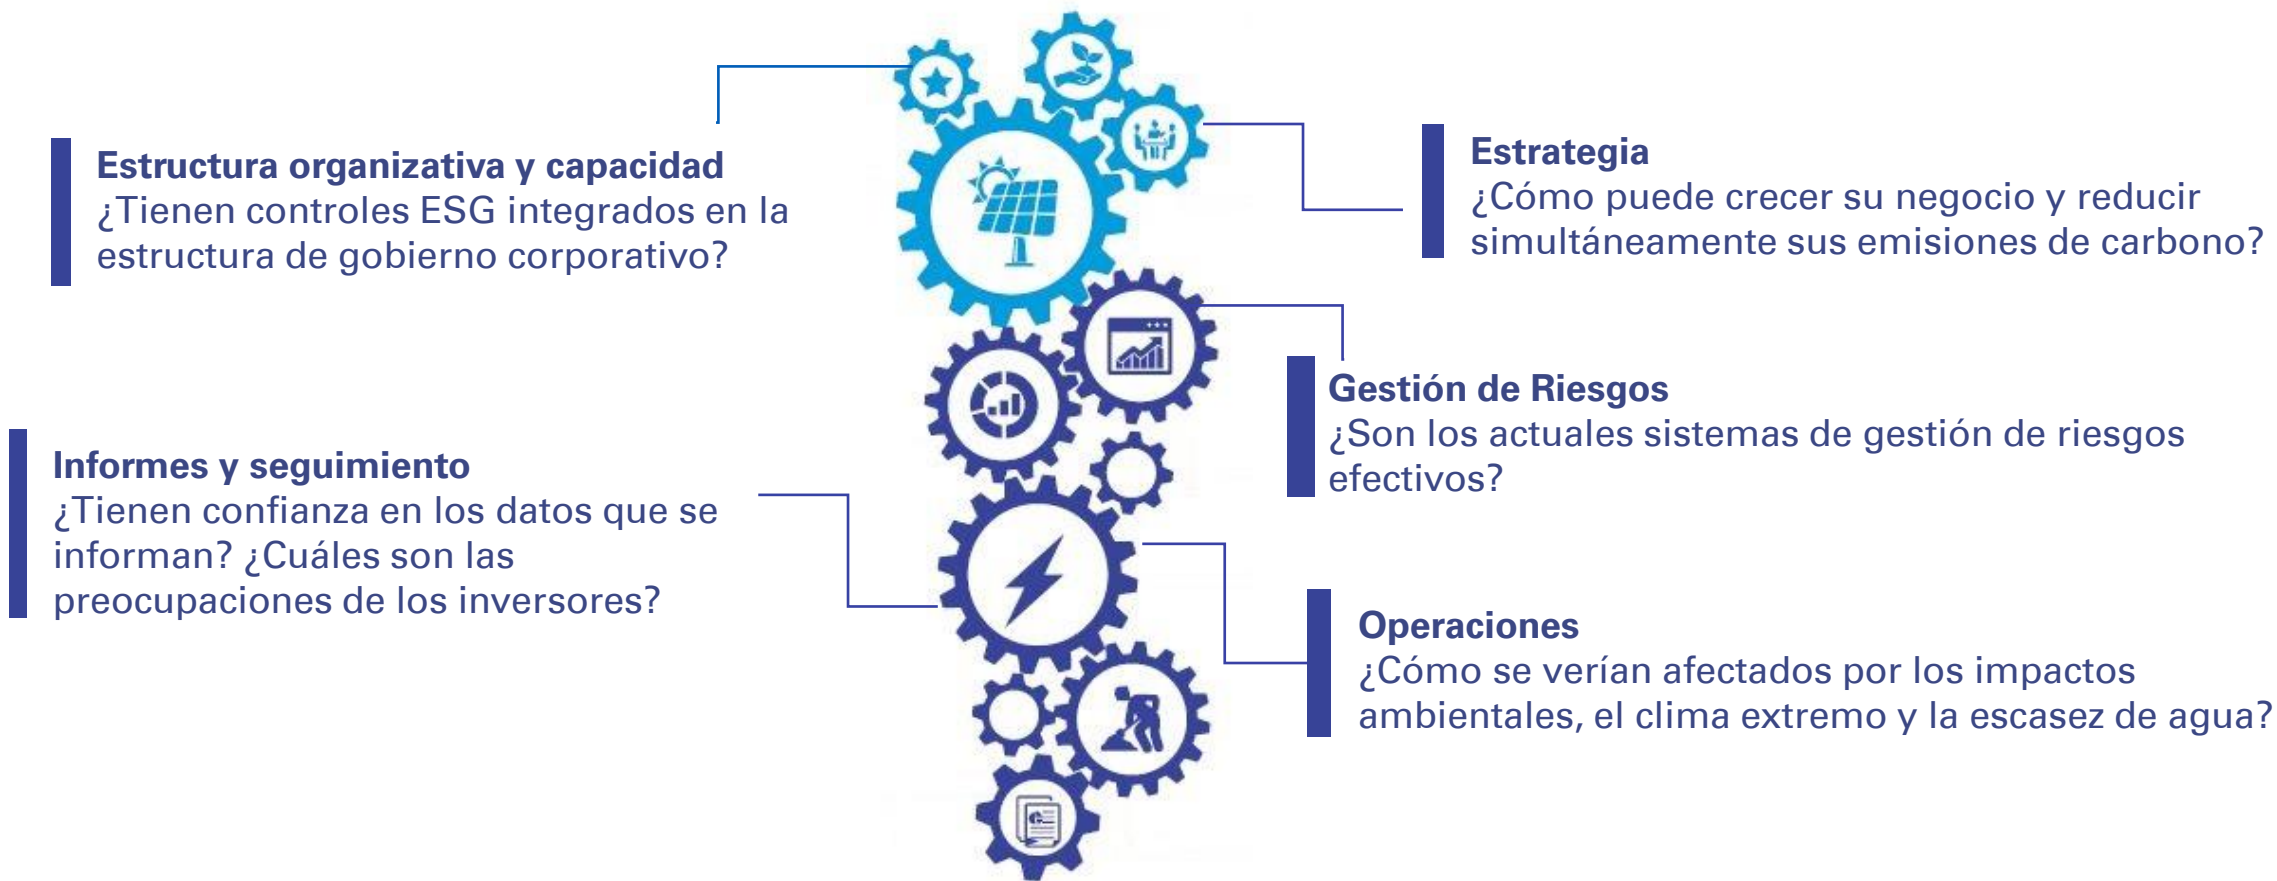 Estructura organizativa y capacidad
¿Tienen controles ESG integrados en la
estructura de gobierno corporativo?
Informes y seguimiento
¿Tienen confianza en los datos que se
informan? ¿Cuáles son las
preocupaciones de los inversores?
Estrategia
¿Cómo puede crecer su negocio y reducir
simultáneamente sus emisiones de carbono?
Gestión de Riesgos
¿Son los actuales sistemas de gestión de riesgos
efectivos?
Operaciones
¿Cómo se verían afectados por los impactos
ambientales, el clima extremo y la escasez de agua?